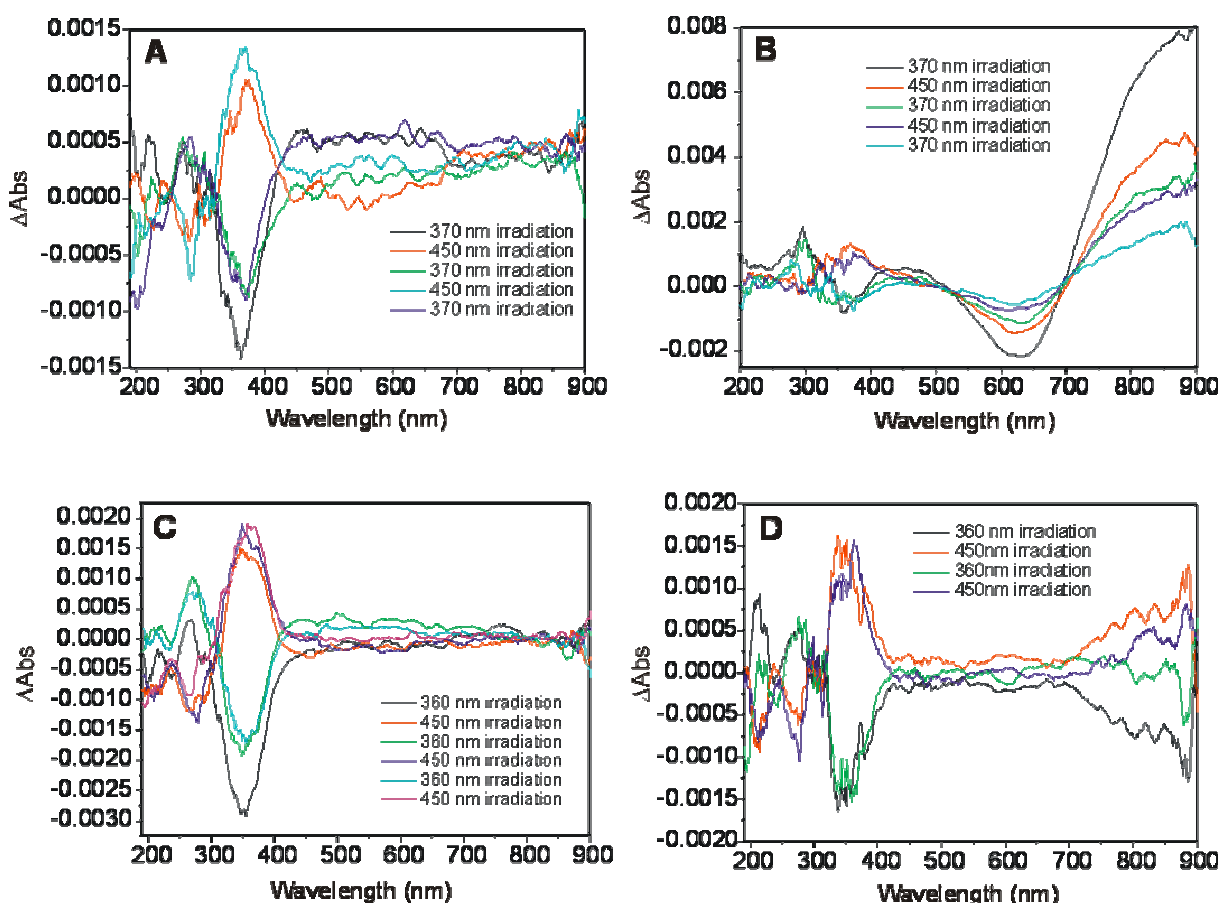 A
0.0015
0.0010
0.0005
0.0000
-0.0005
-0.0010
-0.0015
ΔAbs
200 300 400 500 600 700 800 900
Wavelength (nm)
370 nm irradiation
450 nm irradiation
370 nm irradiation
450 nm irradiation
370 nm irradiation
B
0.008
0.006
0.004
0.002
0.000
-0.002
ΔAbs
200 300 400 500 600 700 800 900
Wavelength (nm)
370 nm irradiation
450 nm irradiation
370 nm irradiation
450 nm irradiation
370 nm irradiation
C
0.0020
0.0015
0.0010
0.0005
0.0000
-0.0005
-0.0010
-0.0015
-0.0020
-0.0025
-0.0030
ΔAbs
200 300 400 500 600 700 800 900
Wavelength (nm)
360 nm irradiation
450 nm irradiation
360 nm irradiation
450 nm irradiation
360 nm irradiation
450 nm irradiation
D
0.0020
0.0015
0.0010
0.0005
0.0000
-0.0005
-0.0010
-0.0015
-0.0020
ΔAbs
200 300 400 500 600 700 800 900
Wavelength (nm)
360 nm irradiation
450nm irradiation
360nm irradiation
450nm irradiation